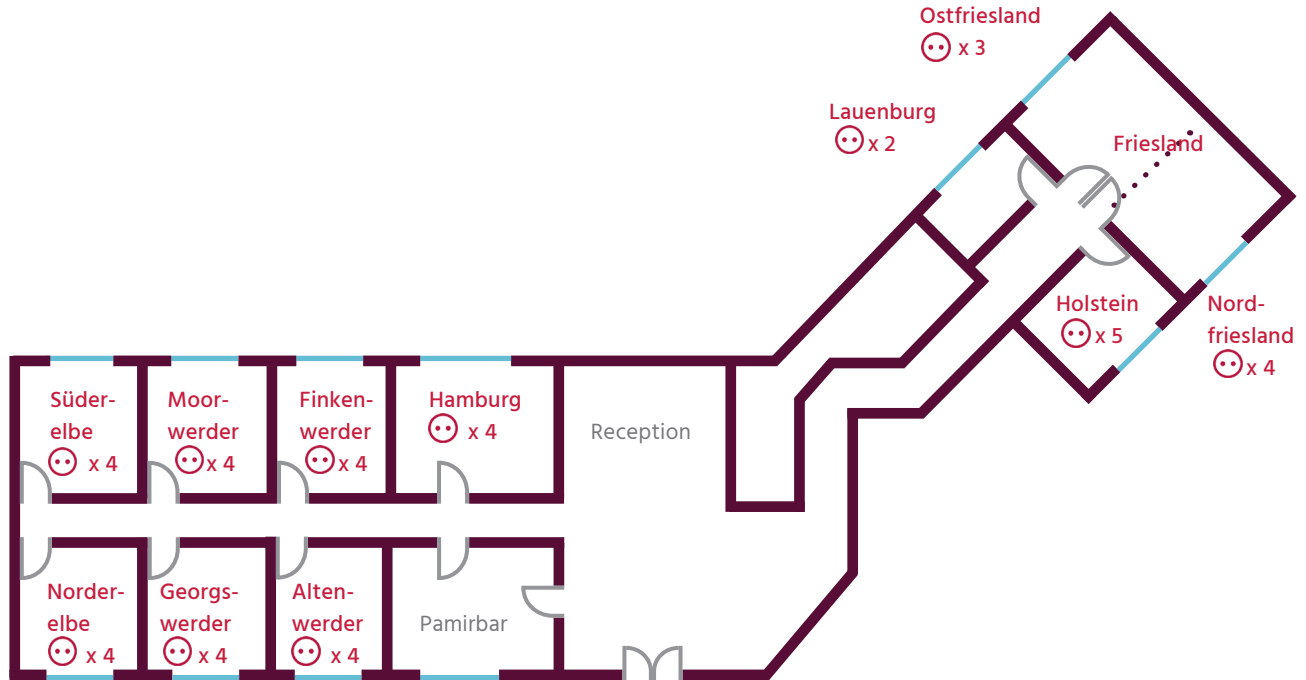 Ostfriesland
x 3
Lauenburg
x 2
Friesland
Holstein
x 5
Nord-
friesland
x 4
Süder-
elbe
x 4
Moor-
werder
x 4
Finken-
werder
x 4
Hamburg
x 4
Reception
Norder-
elbe
x 4
Georgs-
werder
x 4
Alten-
werder
x 4
Pamirbar